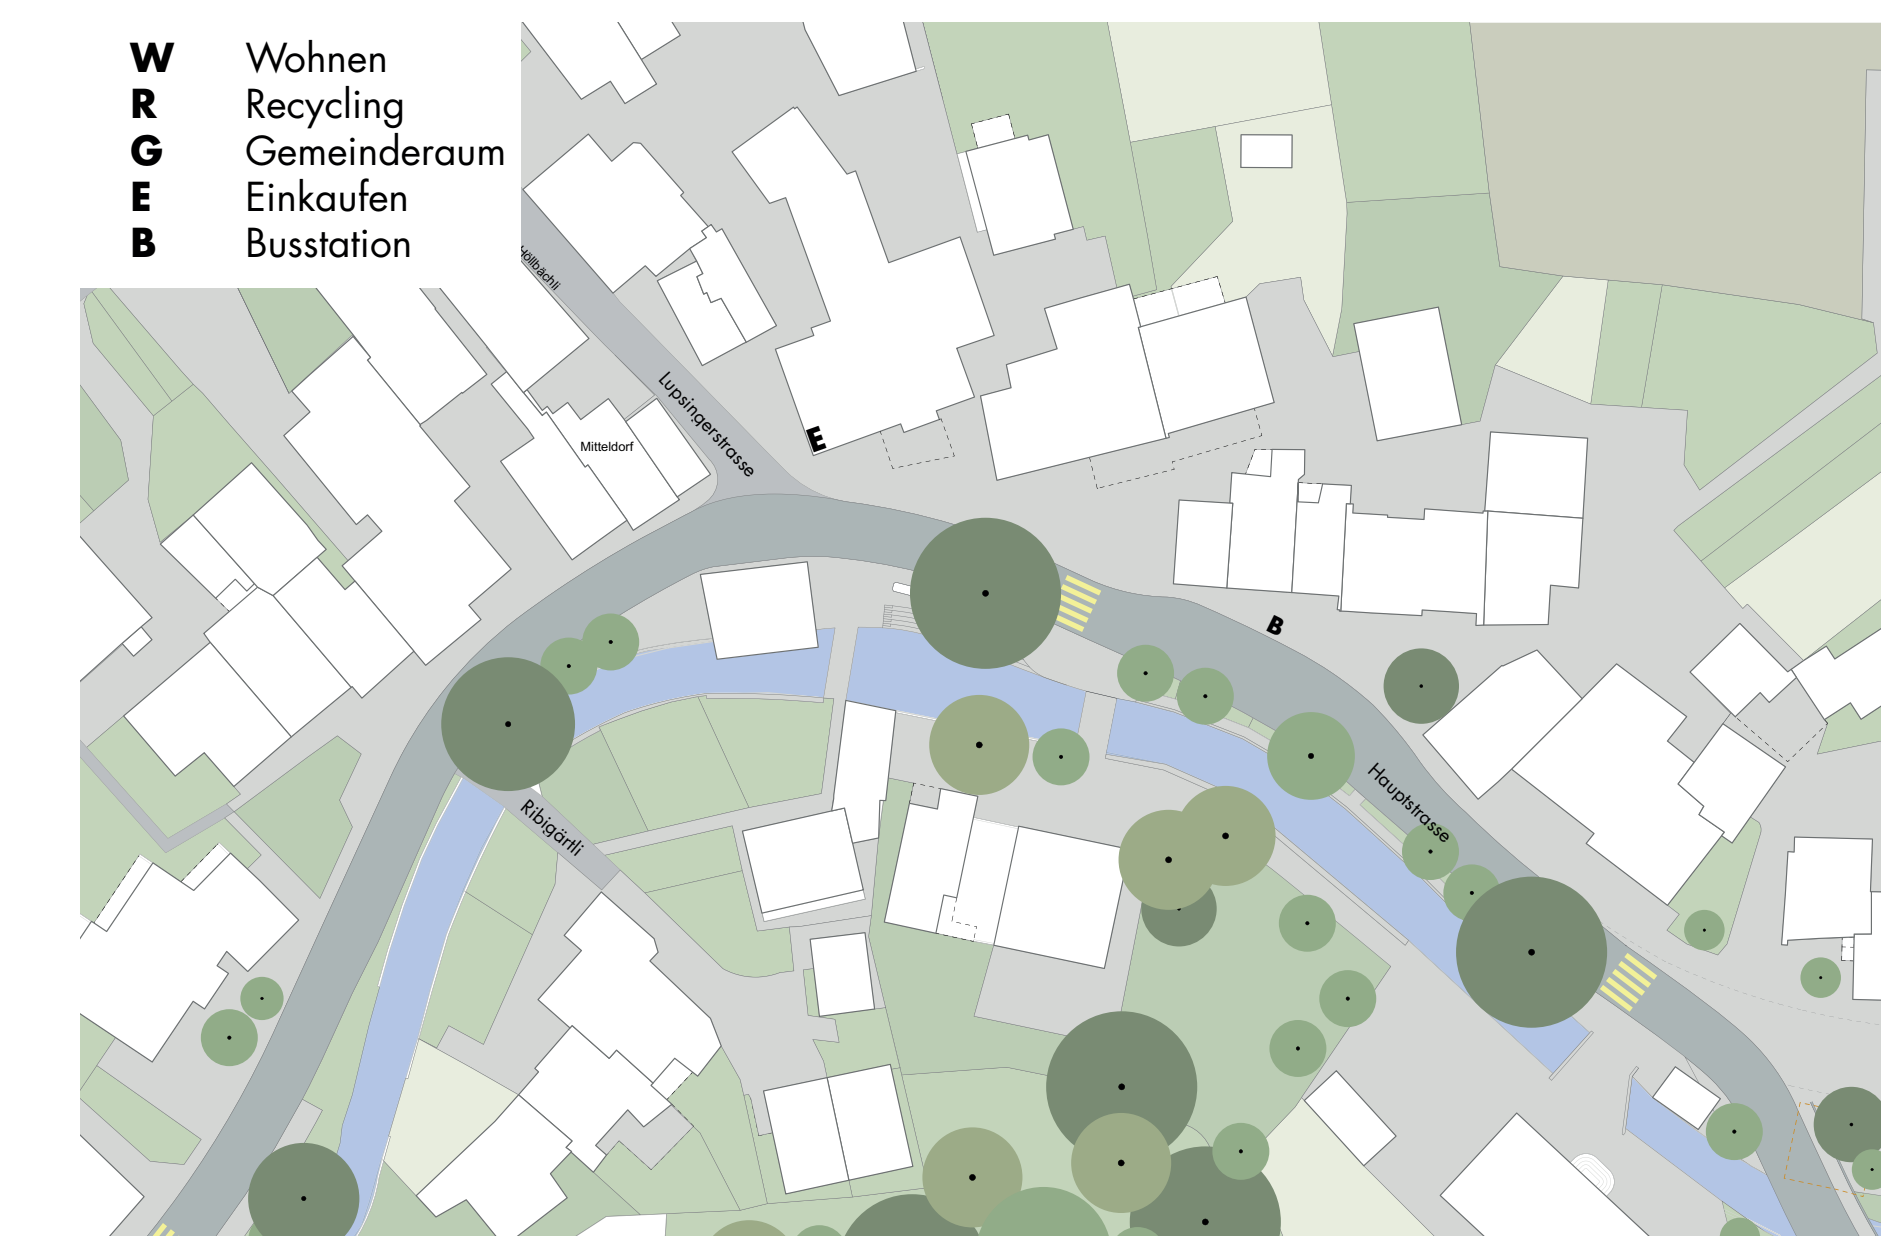 W Wohnen
R Recycling
G Gemeinderaum
E Einkaufen
B Busstation
Höllbächli
Lupsingerstrasse
Mitteldorf
E
B
Hauptstrasse
Ribigärtli